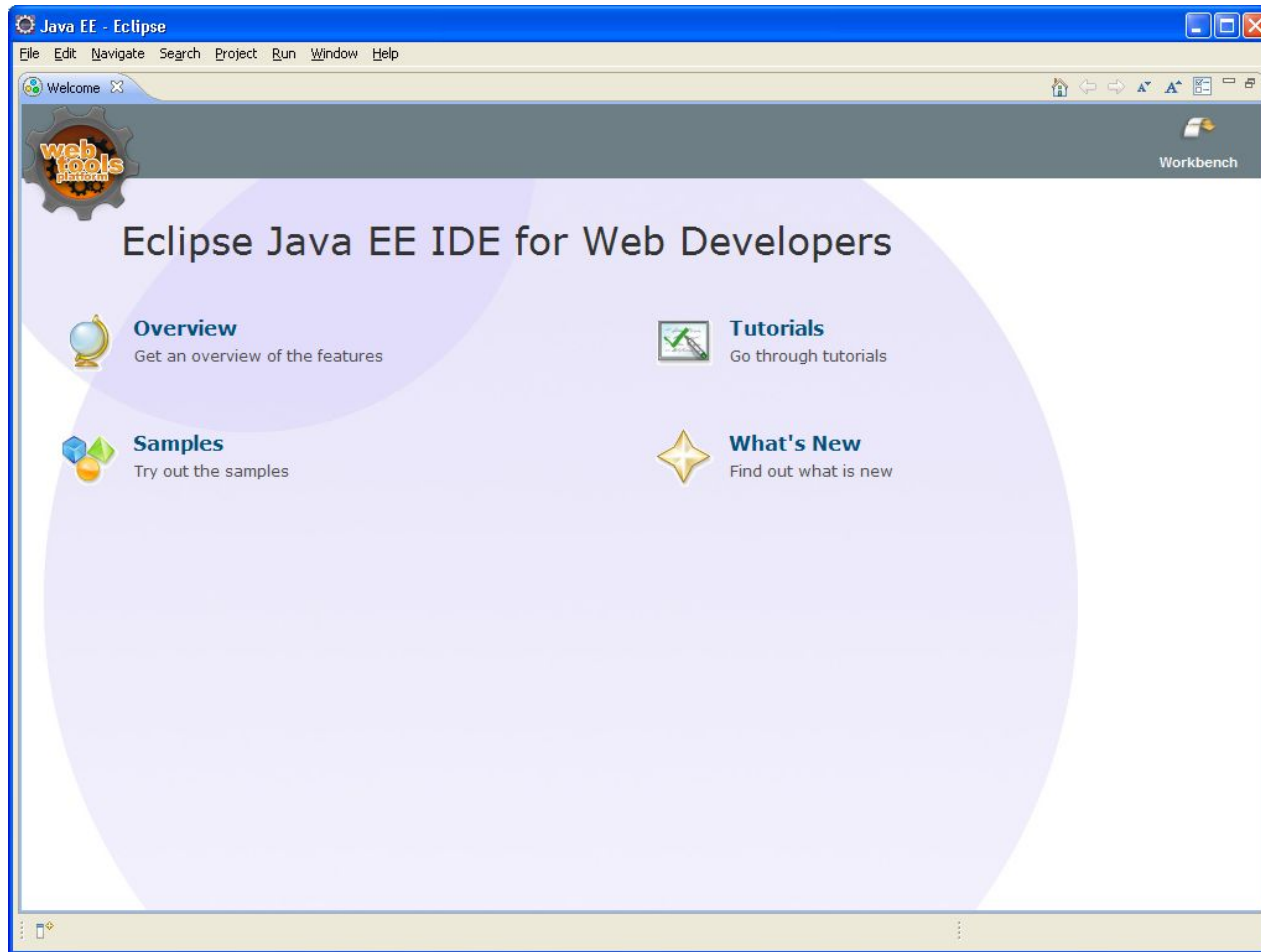 Java EE - Eclipse
File Edit Navigate Search Project Run Window Help
Welcome
web
tools
platform
Workbench
Eclipse Java EE IDE for Web Developers
Overview
Get an overview of the features
Tutorials
Go through tutorials
Samples
Try out the samples
What's New
Find out what is new